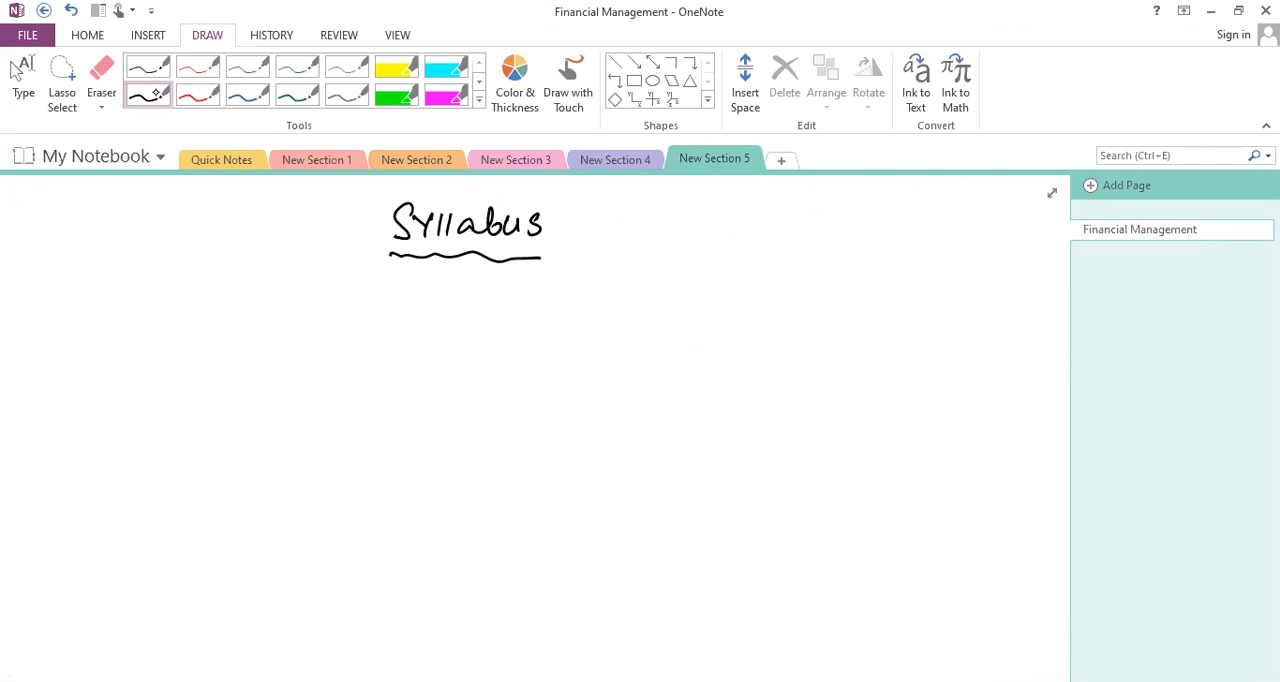 Financial Management - OneNote
? 
FILE HOME INSERT DRAW HISTORY REVIEW VIEW Sign in
Type Lasso Select Eraser Color & Thickness Draw with Touch Insert Space Delete Arrange Rotate Ink to Text Ink to Math
Tools Shapes Edit Convert
My Notebook Quick Notes New Section 1 New Section 2 New Section 3 New Section 4 New Section 5 Search (Ctrl+E)
Add Page
Syllabus
Financial Management